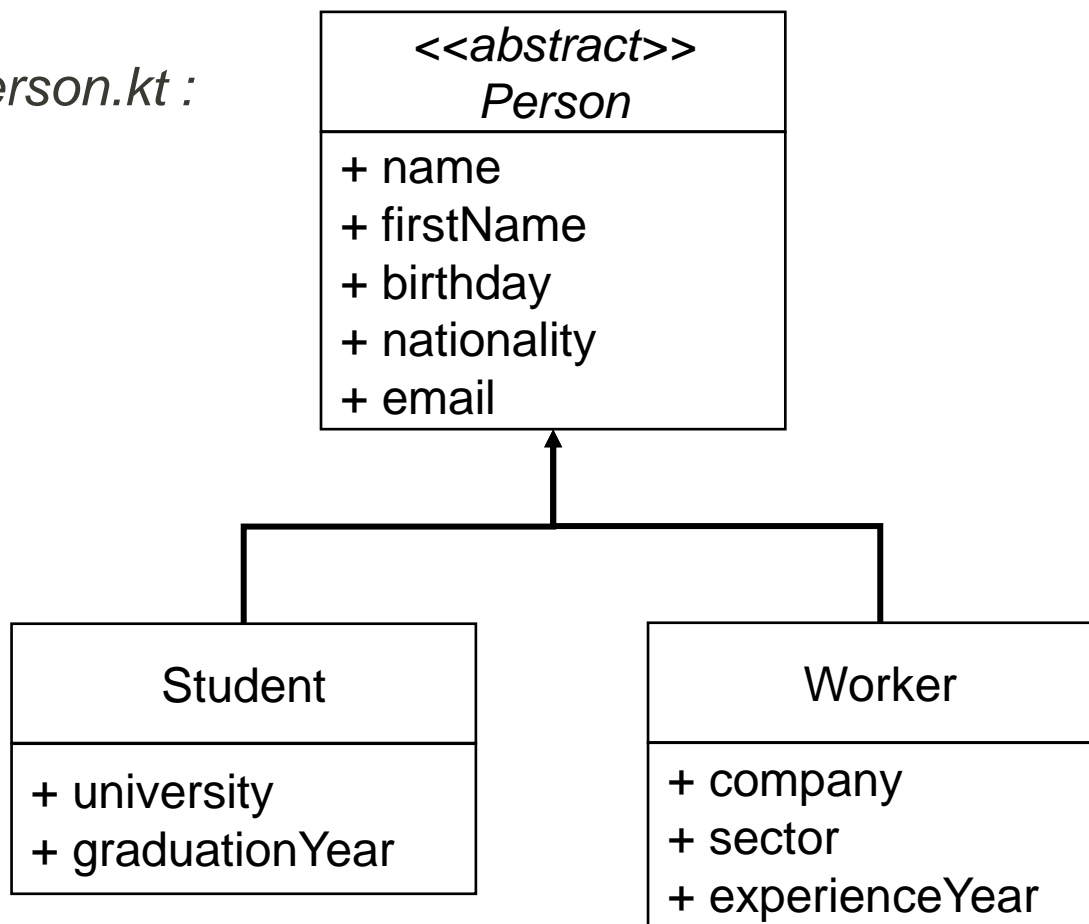 <<abstract>>
erson.kt :
Person
+ name
+ firstName
+ birthday
+ nationality
+ email
Student
+ university
+ graduationYear
Worker
+ company
+ sector
+ experienceYear